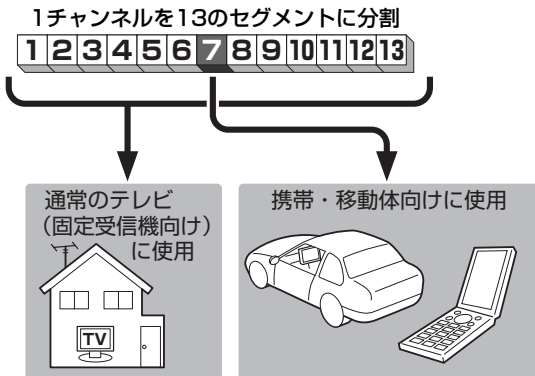 1チャンネルを13のセグメントに分割
1 2 3 4 5 6 7 8 9 10 11 12 13
通常のテレビ
(固定受信機向け)
に使用
TV
携帯・移動体向けに使用